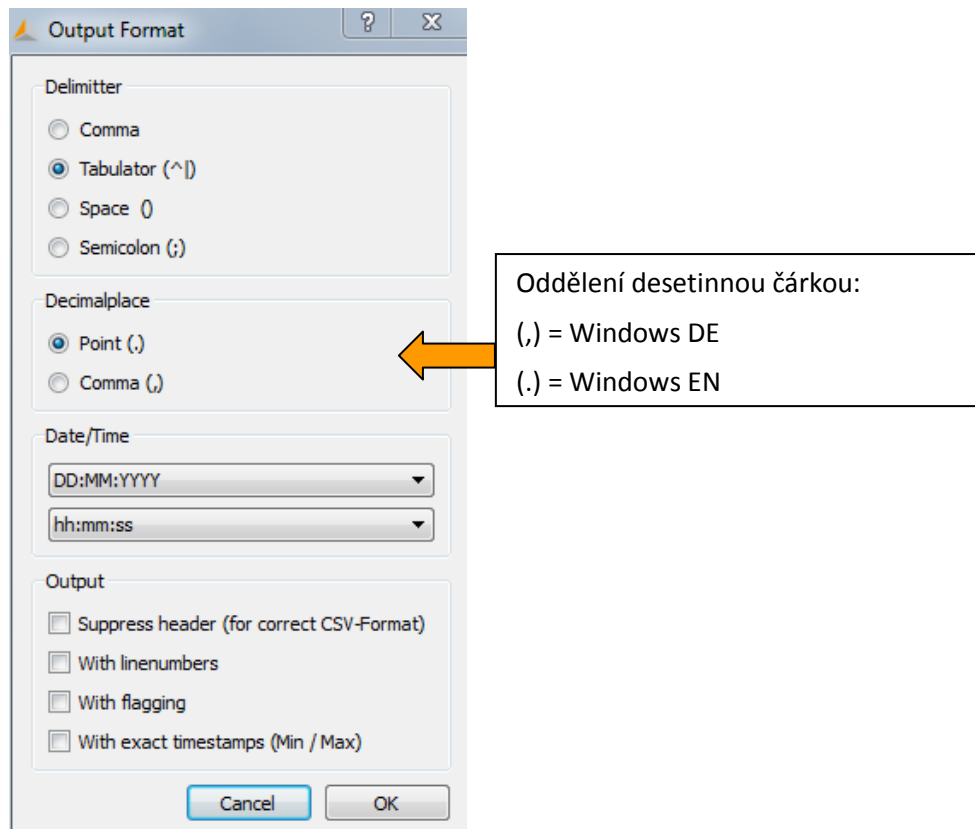 Output Format
Delimitter
Comma
Tabulator (^|)
Space ()
Semicolon (;)
Decimalplace
Point (.)
Comma (,)
Oddělení desetinnou čárkou:
(,) = Windows DE
(.) = Windows EN
Date/Time
DD:MM:YYYY
hh:mm:ss
Output
Suppress header (for correct CSV-Format)
With linenumbers
With flagging
With exact timestamps (Min / Max)
Cancel OK